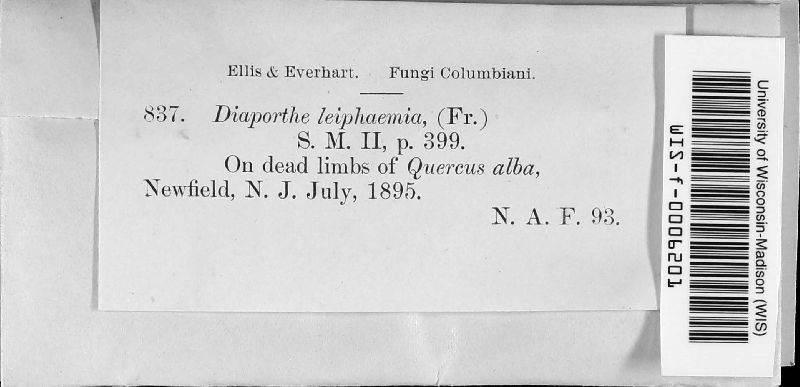 Ellis & Everhart. Fungi Columbiani.
837. Diaporthe leiphaemia, (Fr.)
S. M. II, p. 399.
On dead limbs of Quercus alba,
Newfield, N. J. July, 1895.
N. A. F. 93.
University of Wisconsin-Madison (WIS)
WIS-f-0009201